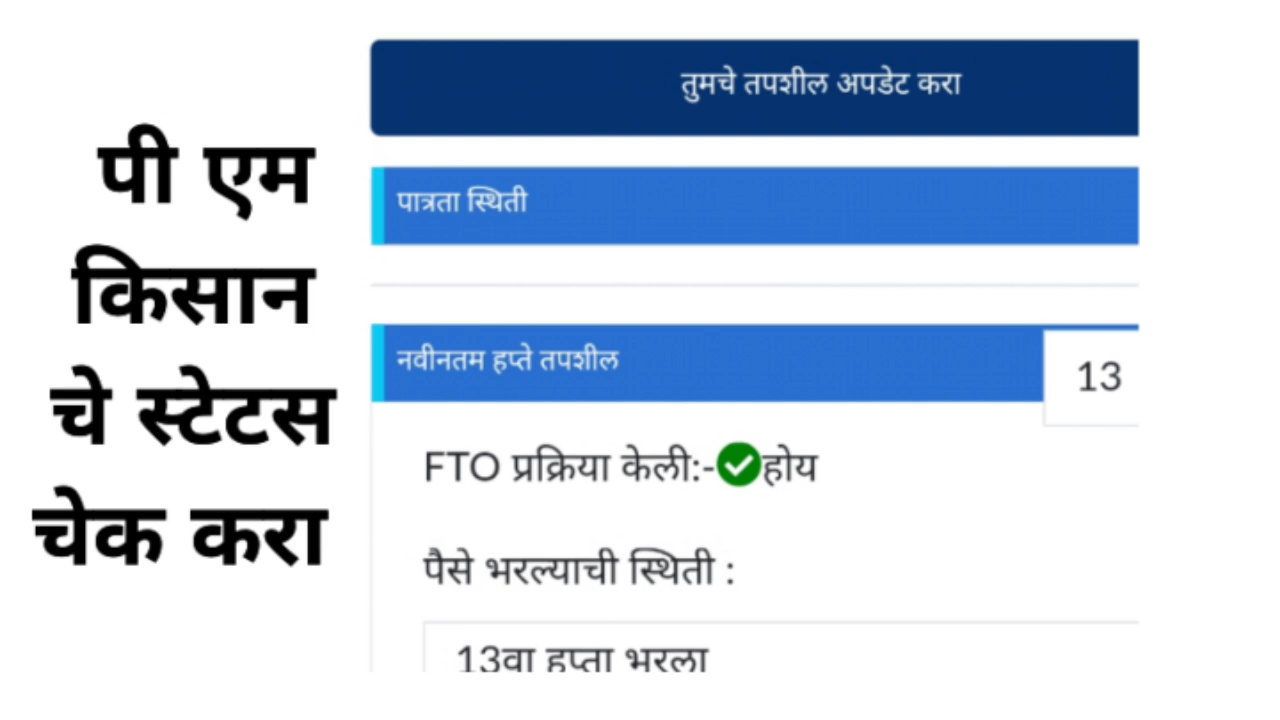 पी एम
किसान
चे स्टेटस
चेक करा
तुमचे तपशील अपडेट करा
पात्रता स्थिती
नवीनतम हप्ते तपशील
13
FTO प्रक्रिया केली:-✅होय
पैसे भरल्याची स्थिती :
13वा हप्ता भरला